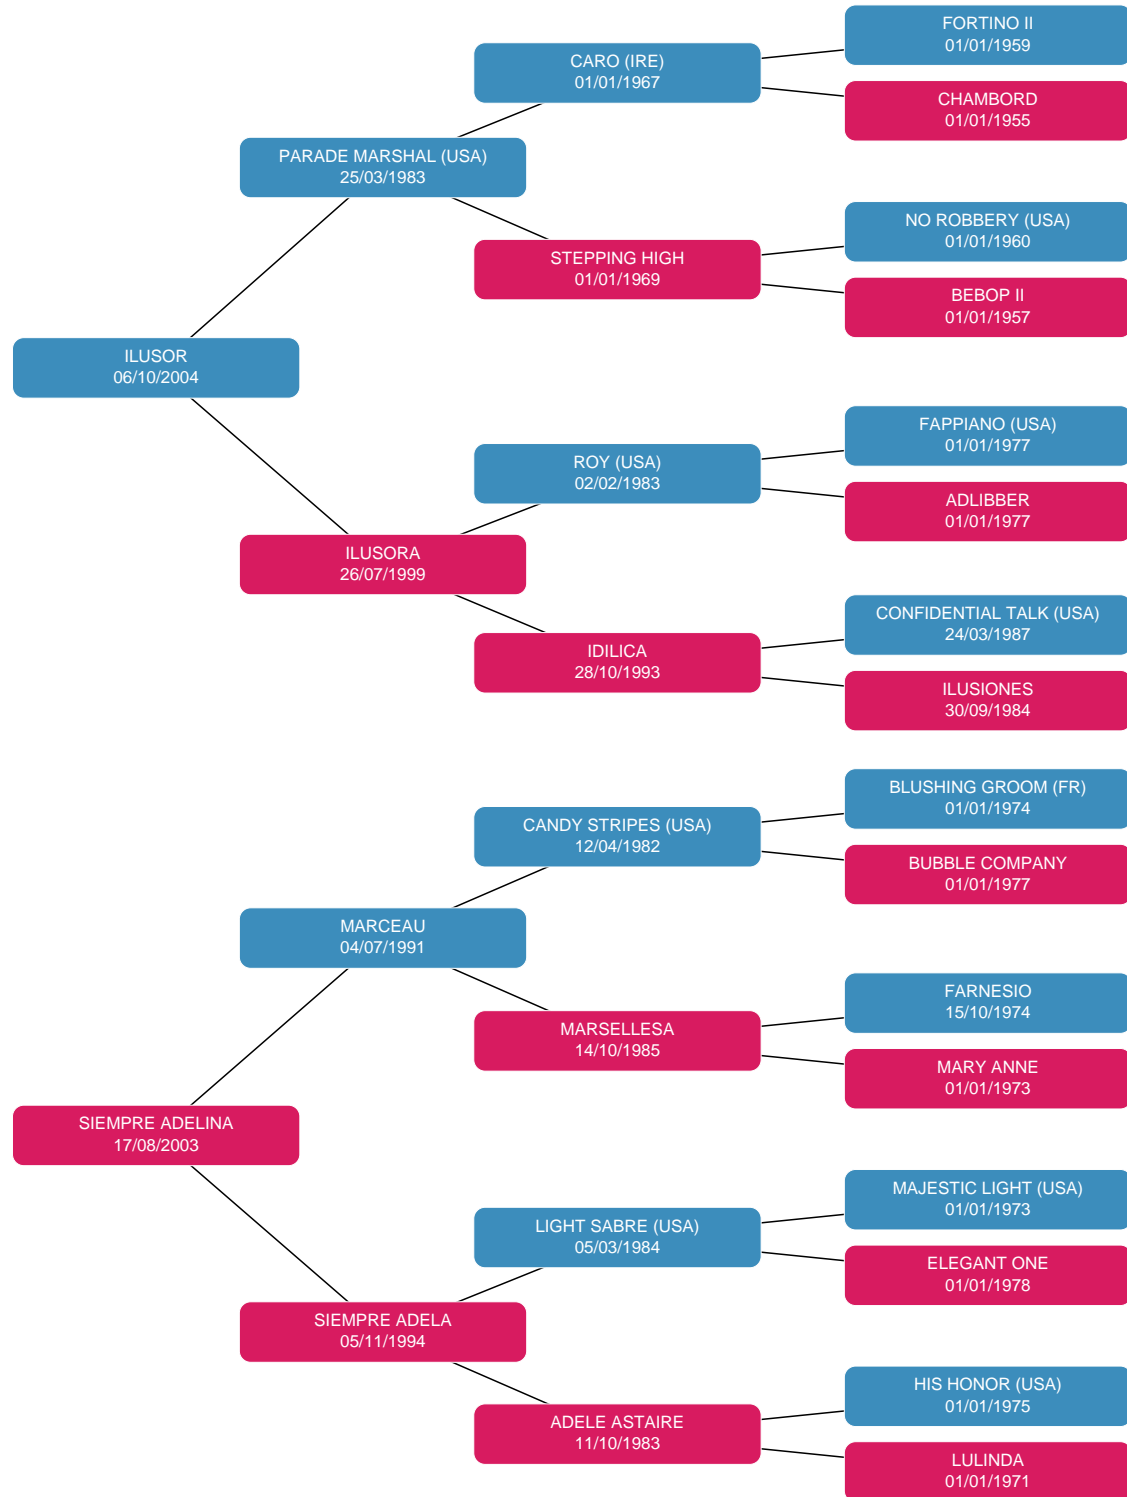 FORTINO II
01/01/1959
CARO (IRE)
01/01/1967
CHAMBORD
01/01/1955
PARADE MARSHAL (USA)
25/03/1983
NO ROBBERY (USA)
01/01/1960
STEPPING HIGH
01/01/1969
BEBOP II
01/01/1957
ILUSOR
06/10/2004
FAPPIANO (USA)
01/01/1977
ROY (USA)
02/02/1983
ADLIBBER
01/01/1977
ILUSORA
26/07/1999
CONFIDENTIAL TALK (USA)
24/03/1987
IDILICA
28/10/1993
ILUSIONES
30/09/1984
BLUSHING GROOM (FR)
01/01/1974
CANDY STRIPES (USA)
12/04/1982
BUBBLE COMPANY
01/01/1977
MARCEAU
04/07/1991
FARNESIO
15/10/1974
MARSELLESA
14/10/1985
MARY ANNE
01/01/1973
SIEMPRE ADELINA
17/08/2003
MAJESTIC LIGHT (USA)
01/01/1973
LIGHT SABRE (USA)
05/03/1984
ELEGANT ONE
01/01/1978
SIEMPRE ADELA
05/11/1994
HIS HONOR (USA)
01/01/1975
ADELE ASTAIRE
11/10/1983
LULINDA
01/01/1971